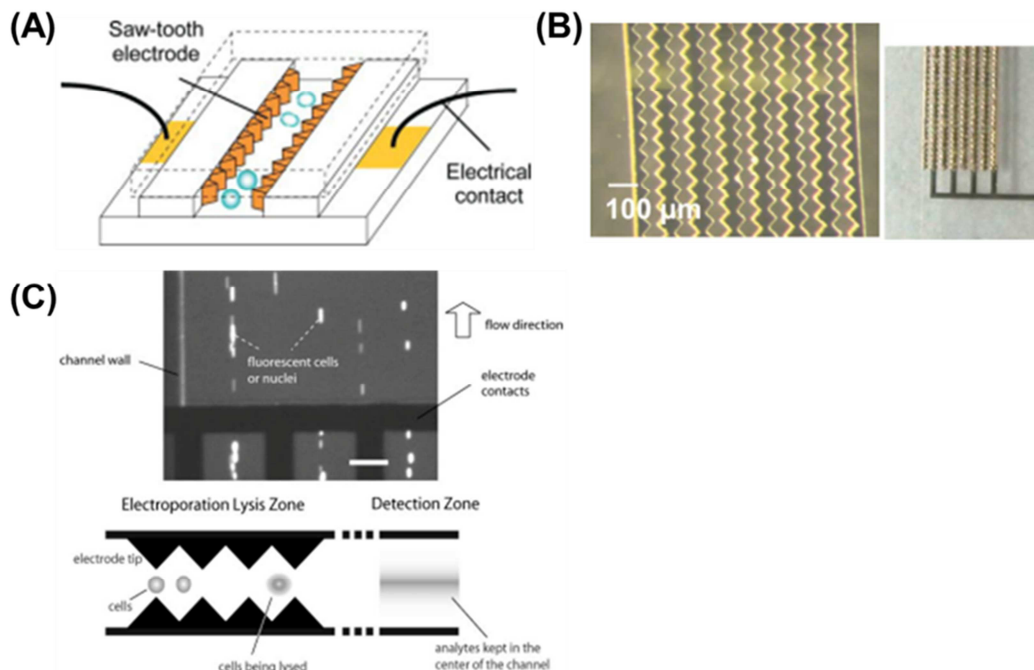 (A)
Saw-tooth
electrode
Electrical
contact
(B)
100 µm
(C)
flow direction
channel wall
fluorescent cells
or nuclei
electrode
contacts
Electroporation Lysis Zone
Detection Zone
electrode tip
cells
cells being lysed
analytes kept in the
center of the channel